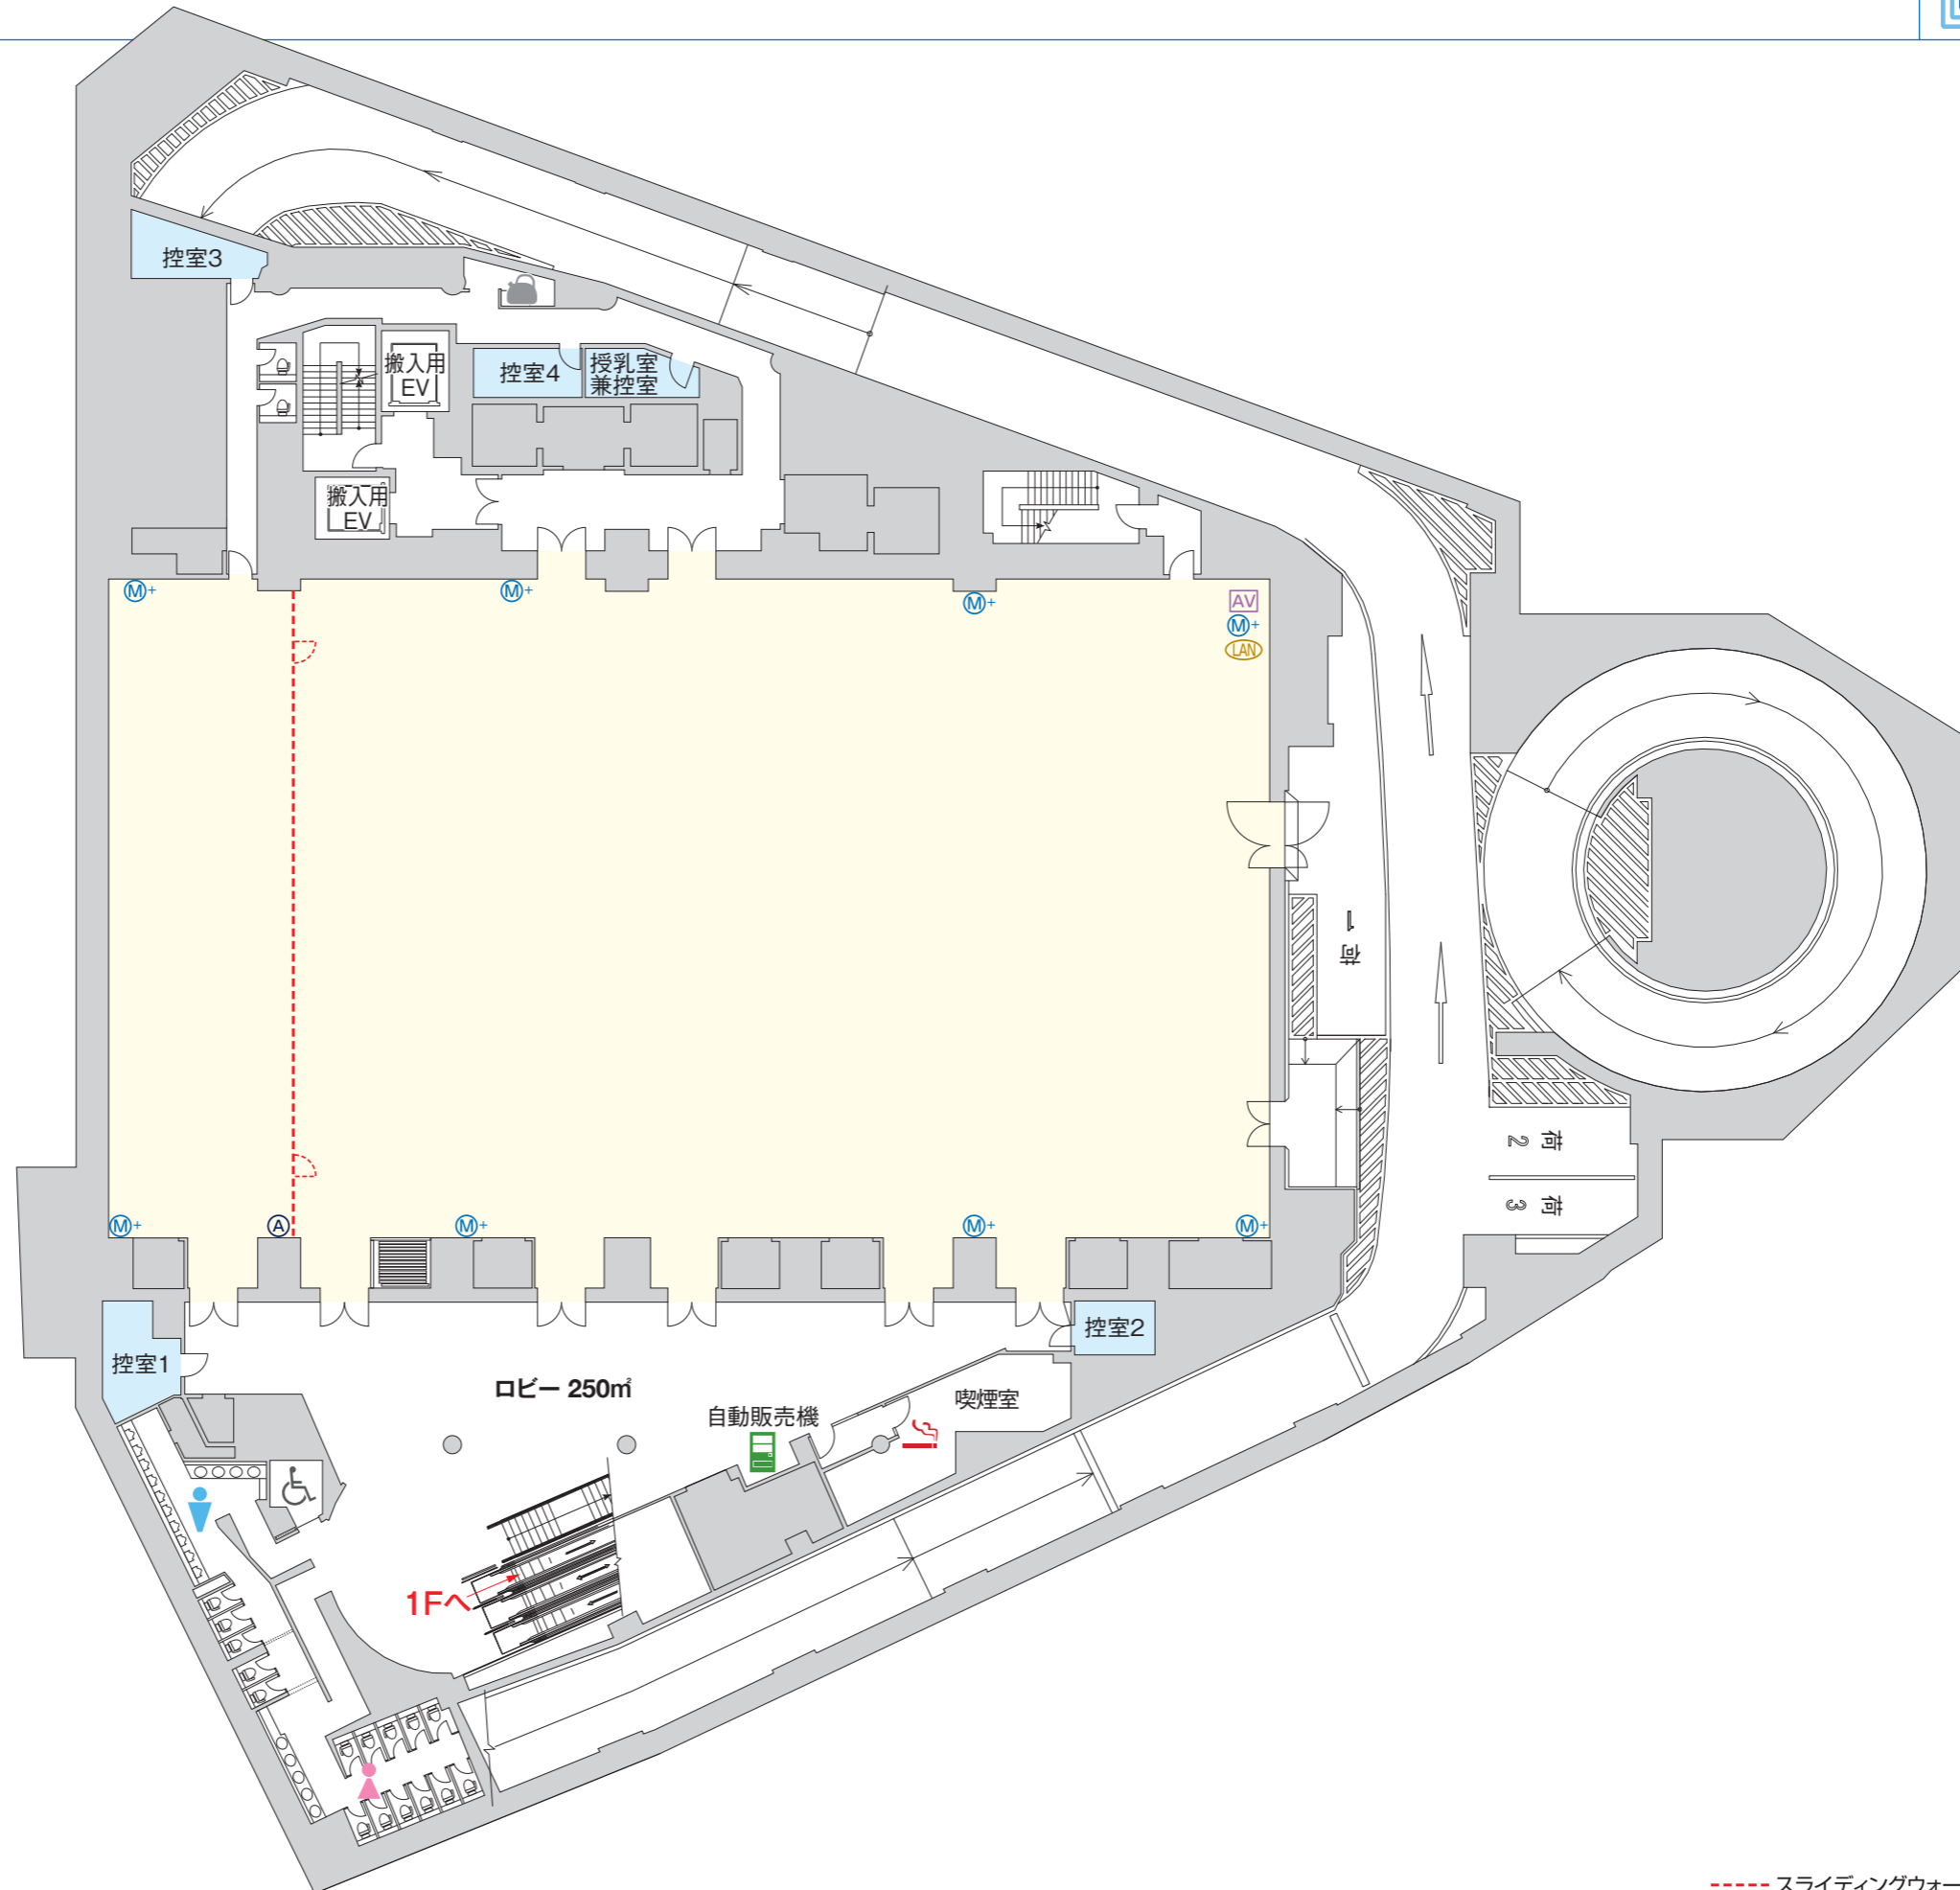 控室3
搬入用
EV
控室4
授乳室
兼控室
搬入用
EV
M+
M+
M+
AV
M+
LAN
1 荷
2 荷
3 荷
M+
A
M+
M+
M+
控室1
控室2
ロビー 250㎡
自動販売機
喫煙室
1Fへ
スライディングウォー